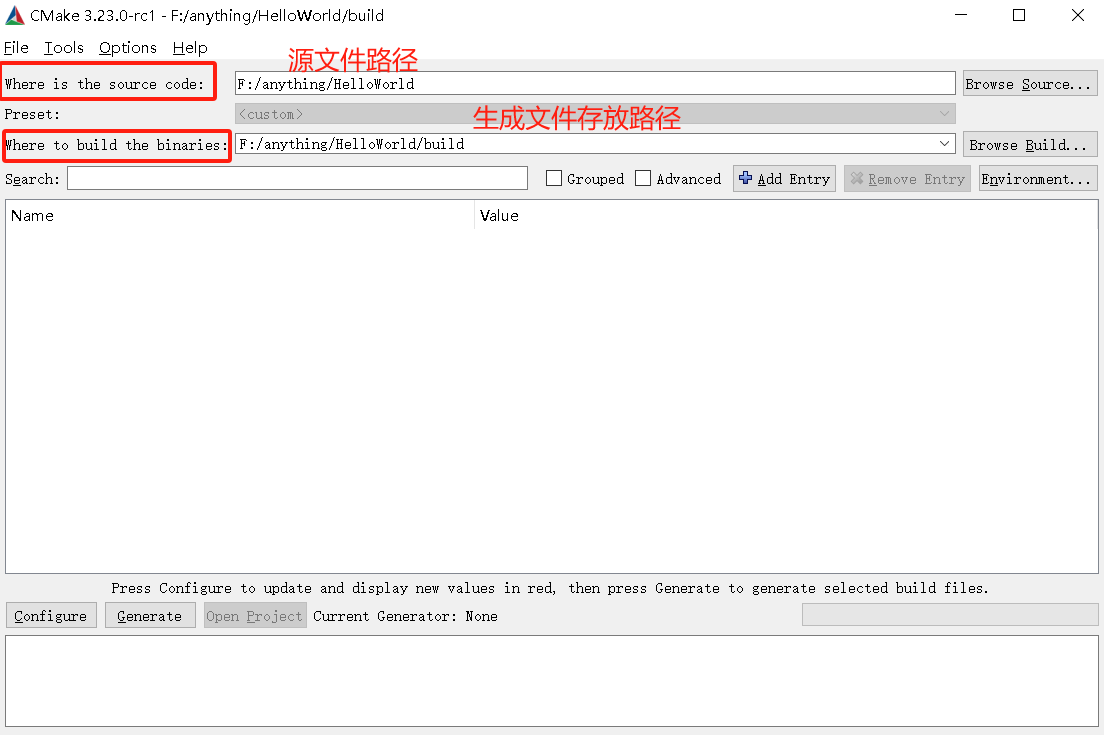 CMake 3.23.0-rc1 - F:/anything/HelloWorld/build
File Tools Options Help
源文件路径
Where is the source code: F:/anything/HelloWorld Browse Source...
Preset: <custom>
生成文件存放路径
Where to build the binaries: F:/anything/HelloWorld/build Browse Build...
Search: Grouped Advanced Add Entry Remove Entry Environment...
Name Value
Press Configure to update and display new values in red, then press Generate to generate selected build files.
Configure Generate Open Project Current Generator: None